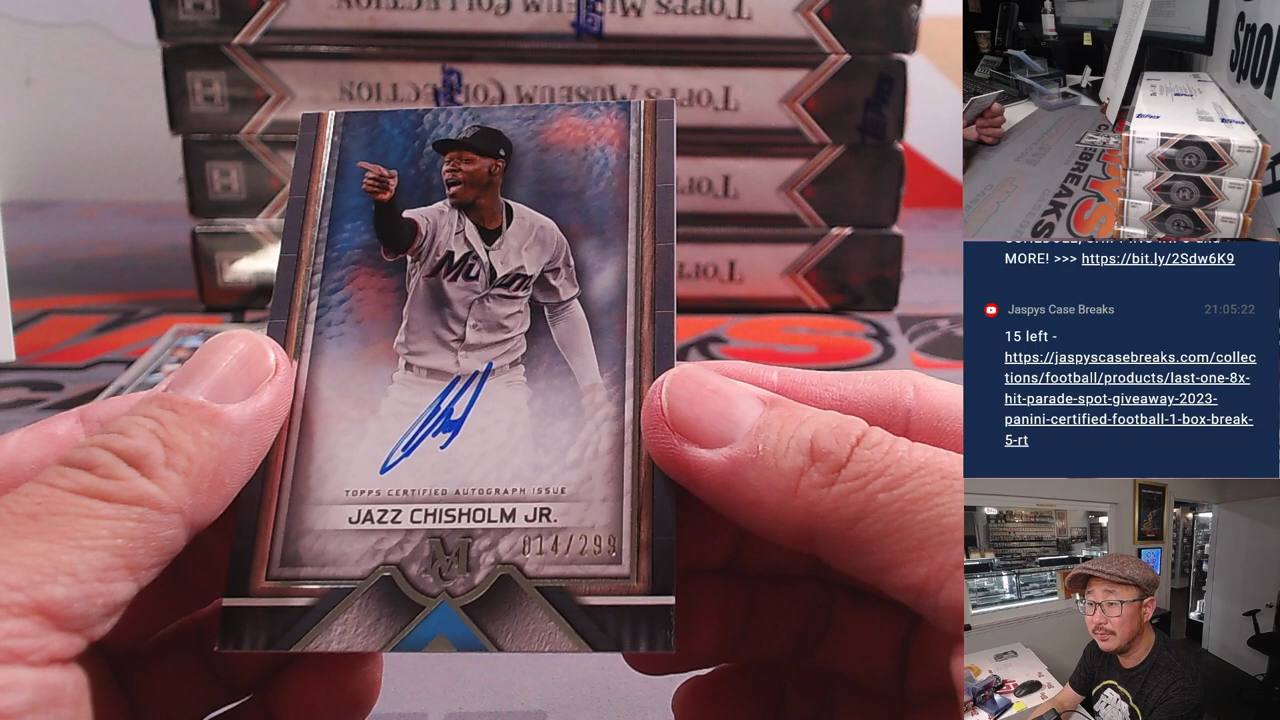 TOPPS MUSEUM COLLECTION
TOPPS MUSEUM COLLECTION
Miami
TOPPS CERTIFIED AUTOGRAPH ISSUE
JAZZ CHISHOLM JR.
014/299
MORE! >>> https://bit.ly/2Sdw6K9
Jaspys Case Breaks 21:05:22
15 left -
https://jaspyscasebreaks.com/collec
tions/football/products/last-one-8x-
hit-parade-spot-giveaway-2023-
panini-certified-football-1-box-break-
5-rt